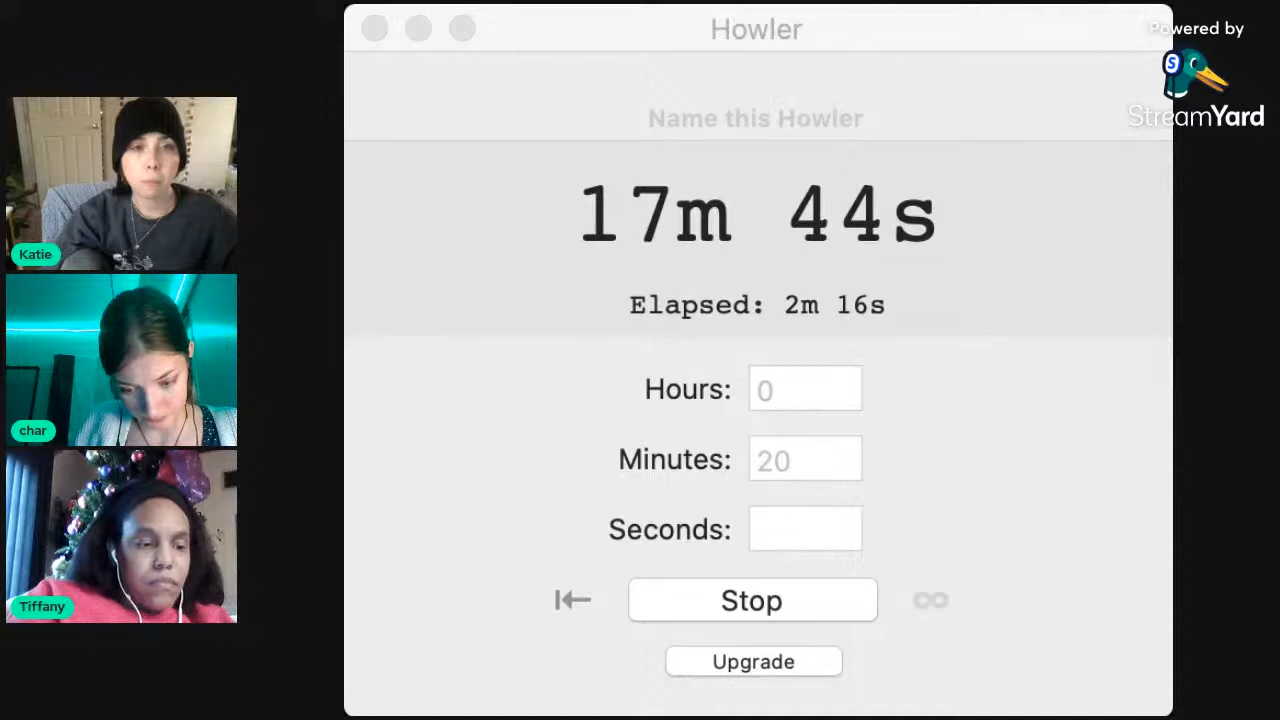 Howler
Powered by
StreamYard
Name this Howler
17m 44s
Elapsed: 2m 16s
Hours: 0
Minutes: 20
Seconds:
Stop
Upgrade
Katie
char
Tiffany